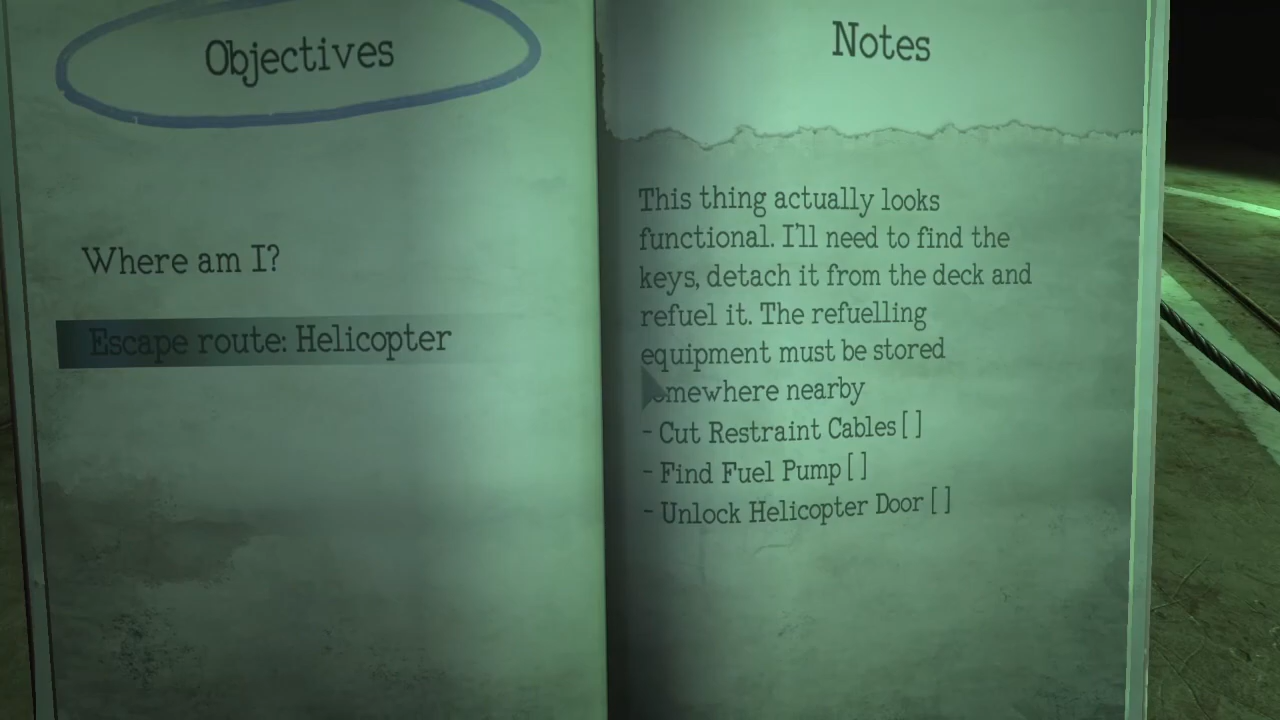 Objectives
Where am I?
Escape route: Helicopter
Notes
This thing actually looks
functional. I'll need to find the
keys, detach it from the deck and
refuel it. The refuelling
equipment must be stored
somewhere nearby
- Cut Restraint Cables [ ]
- Find Fuel Pump [ ]
- Unlock Helicopter Door [ ]